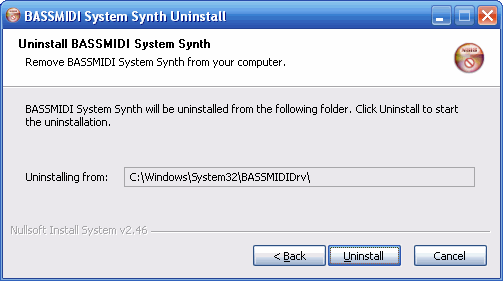 BASSMIDI System Synth Uninstall
Uninstall BASSMIDI System Synth
Remove BASSMIDI System Synth from your computer.
BASSMIDI System Synth will be uninstalled from the following folder. Click Uninstall to start
the uninstallation.
Uninstalling from: C:\Windows\System32\BASSMIDIDrv\
Nullsoft Install System v2.46
< Back Uninstall Cancel